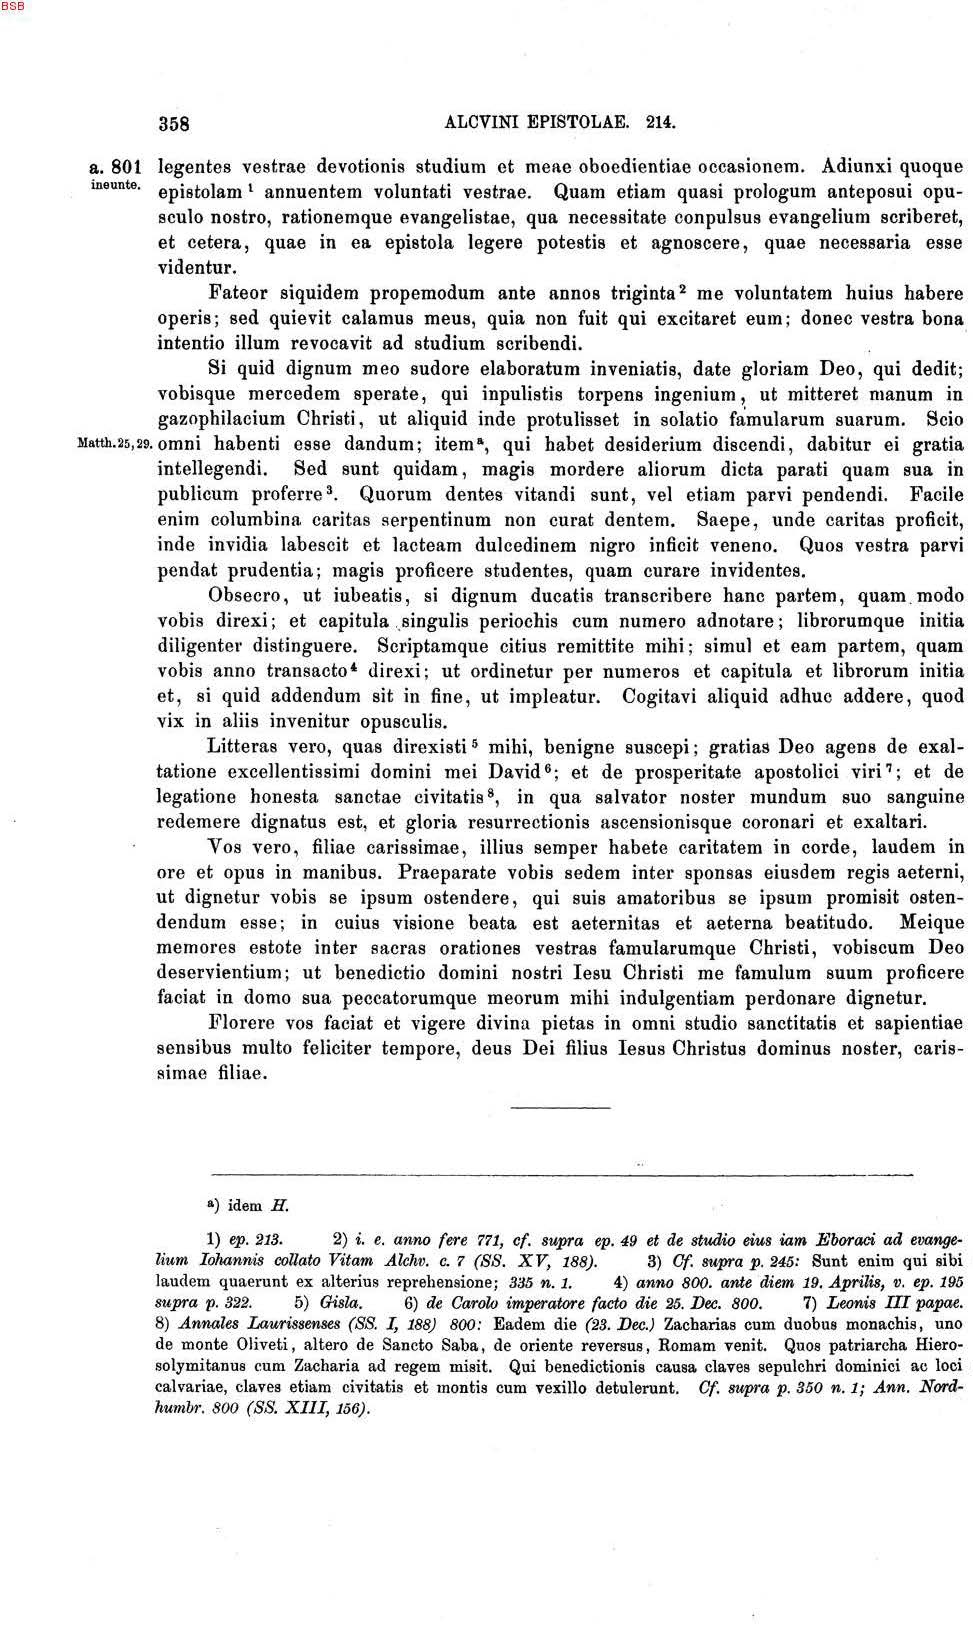 BSB
358 ALCVINI EPISTOLAE. 214.
a. 801 legentes vestrae devotionis studium et meae oboedientiae occasionem. Adiunxi quoque
ineunte. epistolam ¹ annuentem voluntati vestrae. Quam etiam quasi prologum anteposui opu-
sculo nostro, rationemque evangelistae, qua necessitate conpulsus evangelium scriberet,
et cetera, quae in ea epistola legere potestis et agnoscere, quae necessaria esse
videntur.
Fateor siquidem propemodum ante annos triginta ² me voluntatem huius habere
operis; sed quievit calamus meus, quia non fuit qui excitaret eum; donec vestra bona
intentio illum revocavit ad studium scribendi.
Si quid dignum meo sudore elaboratum inveniatis, date gloriam Deo, qui dedit;
vobisque mercedem sperate, qui inpulistis torpens ingenium, ut mitteret manum in
gazophilacium Christi, ut aliquid inde protulisset in solatio famularum suarum. Scio
Matth.25,29. omni habenti esse dandum; item ᵃ, qui habet desiderium discendi, dabitur ei gratia
intellegendi. Sed sunt quidam, magis mordere aliorum dicta parati quam sua in
publicum proferre ³. Quorum dentes vitandi sunt, vel etiam parvi pendendi. Facile
enim columbina caritas serpentinum non curat dentem. Saepe, unde caritas proficit,
inde invidia labescit et lacteam dulcedinem nigro inficit veneno. Quos vestra parvi
pendat prudentia; magis proficere studentes, quam curare invidentes.
Obsecro, ut iubeatis, si dignum ducatis transcribere hanc partem, quam modo
vobis direxi; et capitula singulis periochis cum numero adnotare; librorumque initia
diligenter distinguere. Scriptamque citius remittite mihi; simul et eam partem, quam
vobis anno transacto ⁴ direxi; ut ordinetur per numeros et capitula et librorum initia
et, si quid addendum sit in fine, ut impleatur. Cogitavi aliquid adhuc addere, quod
vix in aliis invenitur opusculis.
Litteras vero, quas direxisti ⁵ mihi, benigne suscepi; gratias Deo agens de exal-
tatione excellentissimi domini mei David ⁶; et de prosperitate apostolici viri ⁷; et de
legatione honesta sanctae civitatis ⁸, in qua salvator noster mundum suo sanguine
redemere dignatus est, et gloria resurrectionis ascensionisque coronari et exaltari.
Vos vero, filiae carissimae, illius semper habete caritatem in corde, laudem in
ore et opus in manibus. Praeparate vobis sedem inter sponsas eiusdem regis aeterni,
ut dignetur vobis se ipsum ostendere, qui suis amatoribus se ipsum promisit osten-
dendum esse; in cuius visione beata est aeternitas et aeterna beatitudo. Meique
memores estote inter sacras orationes vestras famularumque Christi, vobiscum Deo
deservientium; ut benedictio domini nostri Iesu Christi me famulum suum proficere
faciat in domo sua peccatorumque meorum mihi indulgentiam perdonare dignetur.
Florere vos faciat et vigere divina pietas in omni studio sanctitatis et sapientiae
sensibus multo feliciter tempore, deus Dei filius Iesus Christus dominus noster, caris-
simae filiae.
ᵃ) idem H.
1) ep. 213. 2) i. e. anno fere 771, cf. supra ep. 49 et de studio eius iam Eboraci ad evange-
lium Iohannis collato Vitam Alchv. c. 7 (SS. XV, 188). 3) Cf. supra p. 245: Sunt enim qui sibi
laudem quaerunt ex alterius reprehensione; 335 n. 1. 4) anno 800. ante diem 19. Aprilis, v. ep. 195
supra p. 322. 5) Gisla. 6) de Carolo imperatore facto die 25. Dec. 800. 7) Leonis III papae.
8) Annales Laurissenses (SS. I, 188) 800: Eadem die (23. Dec.) Zacharias cum duobus monachis, uno
de monte Oliveti, altero de Sancto Saba, de oriente reversus, Romam venit. Quos patriarcha Hiero-
solymitanus cum Zacharia ad regem misit. Qui benedictionis causa claves sepulchri dominici ac loci
calvariae, claves etiam civitatis et montis cum vexillo detulerunt. Cf. supra p. 350 n. 1; Ann. Nord-
humbr. 800 (SS. XIII, 156).